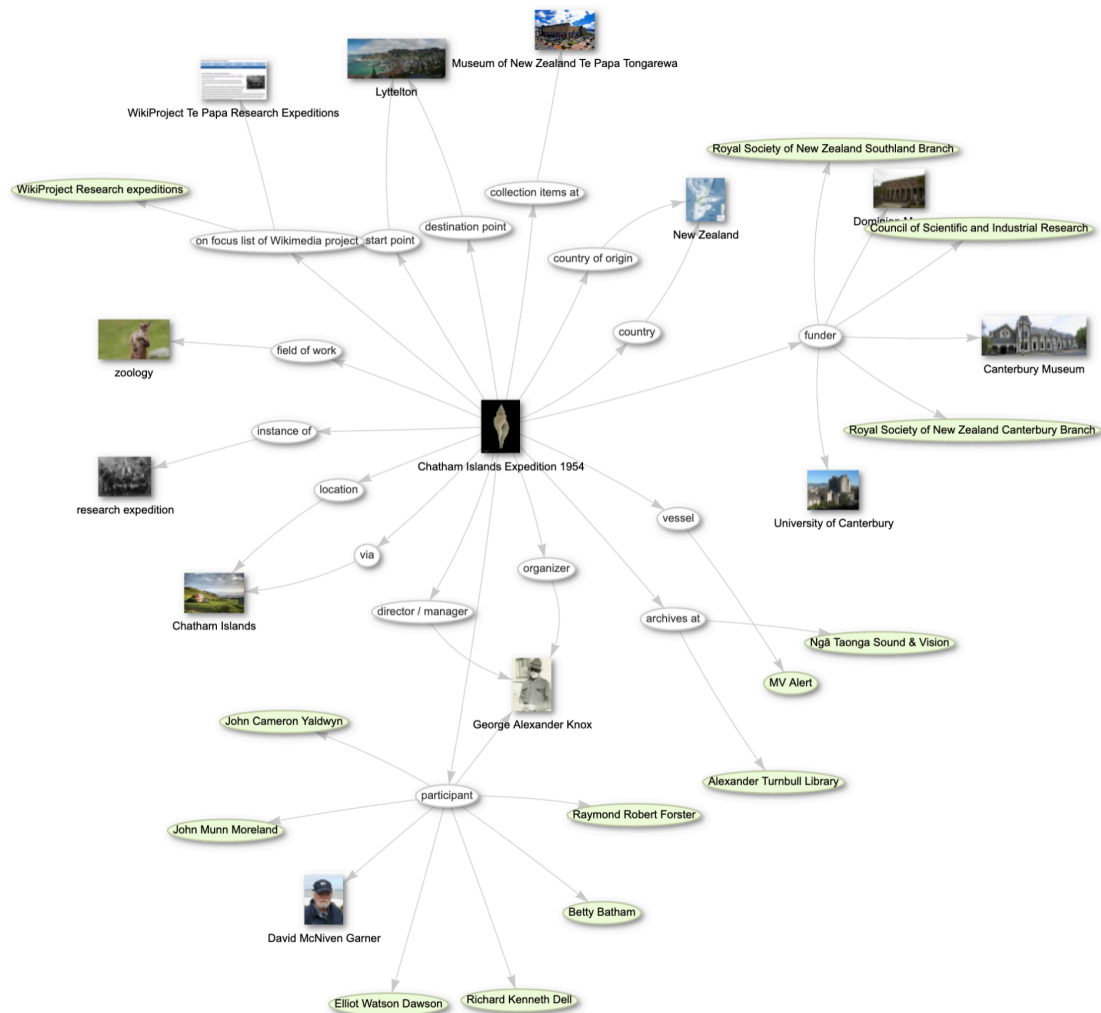 Museum of New Zealand Te Papa Tongarewa
Lyttelton
WikiProject Te Papa Research Expeditions
Royal Society of New Zealand Southland Branch
WikiProject Research expeditions
collection items at
Dominion
Council of Scientific and Industrial Research
destination point
New Zealand
on focus list of Wikimedia project
start point
country of origin
country
funder
field of work
zoology
Canterbury Museum
instance of
Royal Society of New Zealand Canterbury Branch
Chatham Islands Expedition 1954
location
research expedition
vessel
University of Canterbury
via
organizer
director / manager
Chatham Islands
archives at
Ngā Taonga Sound & Vision
MV Alert
George Alexander Knox
John Cameron Yaldwyn
Alexander Turnbull Library
participant
Raymond Robert Forster
John Munn Moreland
Betty Batham
David McNiven Garner
Richard Kenneth Dell
Elliot Watson Dawson